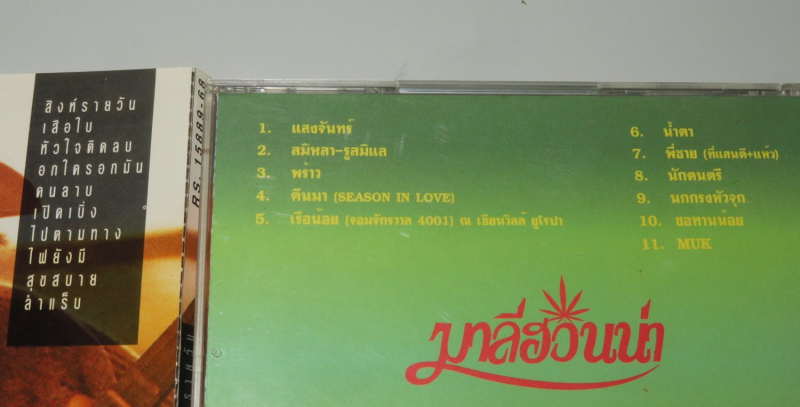 สิงห์รายวัน
เสือใบ
หัวใจติดลบ
อกใครอกมัน
คนลาบ
เปิดเบิ่ง
ไปตามทาง
ไฟยังมี
สุขสบาย
ลำแร็บ
R.S. 15889-68
1. แสงจันทร์
2. สมิหลา-รูสมิแล
3. พร้าว
4. คืนมา (SEASON IN LOVE)
5. เรือน้อย (จอมจักรวาล 4001) ณ เธียนวิลล์ ยูโรปา
6. น้ำตา
7. พี่ชาย (ที่แสนดี+แห้ว)
8. นักดนตรี
9. นกกรงหัวจุก
10. ขอทานน้อย
11. MUK
มาลีฮวนน่า